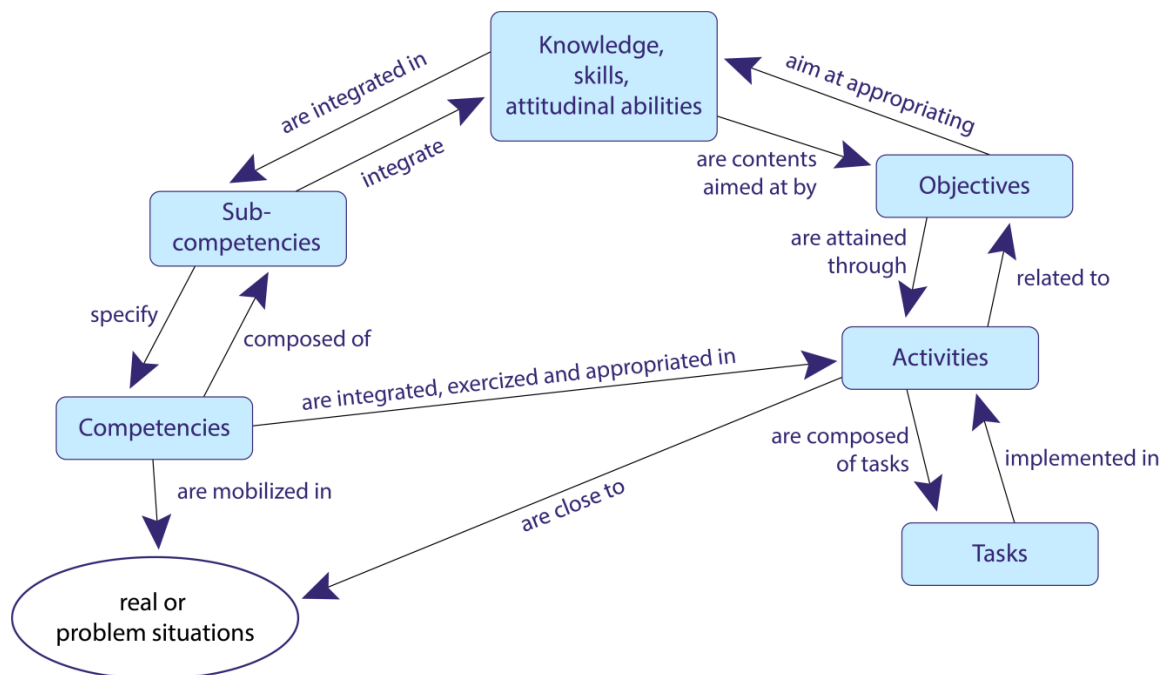 Knowledge,
skills,
attitudinal abilities
are integrated in
integrate
aim at appropriating
are contents
aimed at by
Objectives
Sub-
competencies
are attained
through
related to
specify
composed of
Activities
are integrated, exercized and appropriated in
Competencies
are composed
of tasks
implemented in
are mobilized in
are close to
Tasks
real or
problem situations